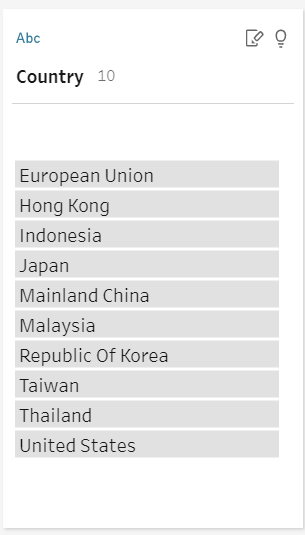 Abc
Country 10
European Union
Hong Kong
Indonesia
Japan
Mainland China
Malaysia
Republic Of Korea
Taiwan
Thailand
United States